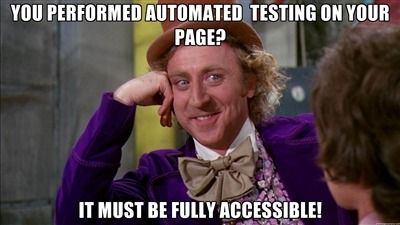 YOU PERFORMED AUTOMATED TESTING ON YOUR
PAGE?
IT MUST BE FULLY ACCESSIBLE!